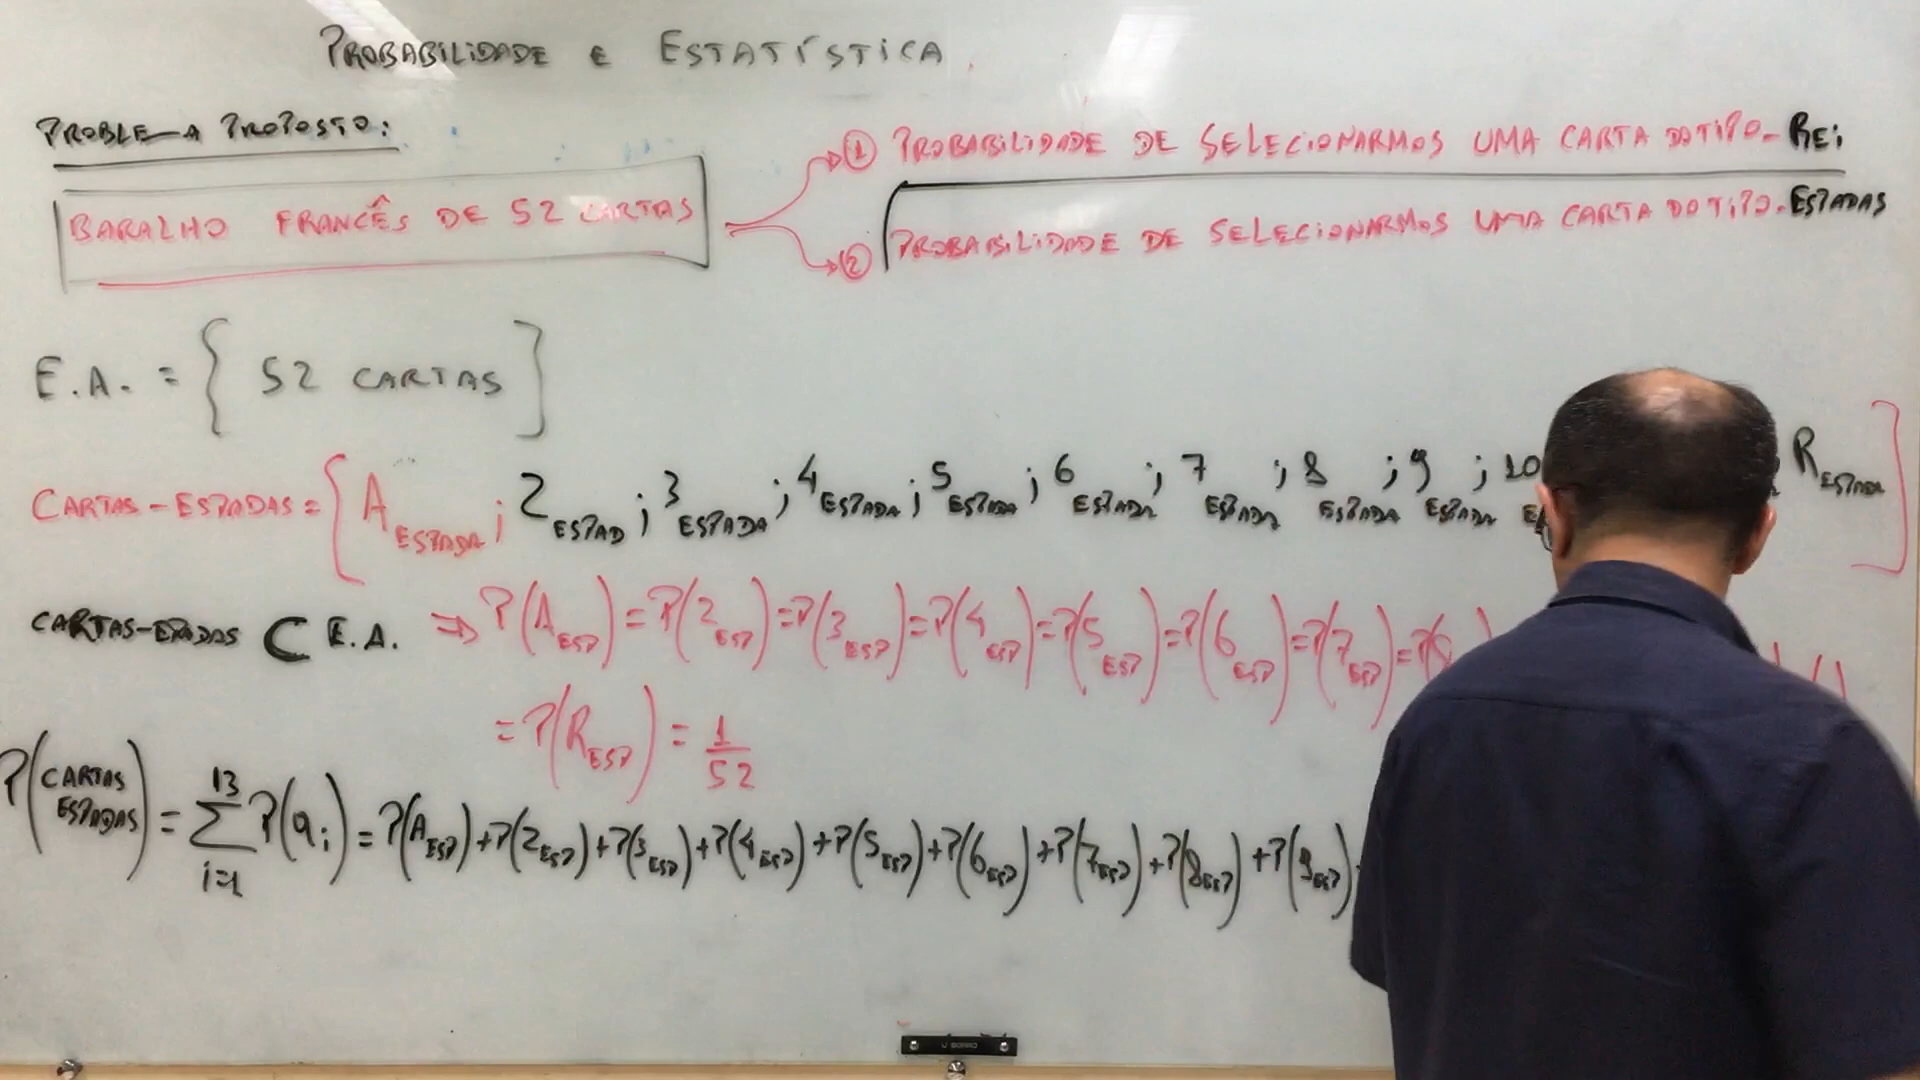 PROBABILIDADE E ESTATÍSTICA
PROBLEMA PROPOSTO:
BARALHO FRANCÊS DE 52 CARTAS
① PROBABILIDADE DE SELECIONARMOS UMA CARTA DO TIPO - REI
② PROBABILIDADE DE SELECIONARMOS UMA CARTA DO TIPO - ESPADAS
E.A. = { 52 CARTAS }
CARTAS-ESPADAS = { A ESPADA ; 2 ESPAD ; 3 ESPADA ; 4 ESPADA ; 5 ESPADA ; 6 ESPADA ; 7 ESPADA ; 8 ESPADA ; 9 ESPADA ; 10 R ESPADA }
CARTAS-ESPADAS ⊂ E.A. ⇒ P(A ESP) = P(2 ESP) = P(3 ESP) = P(4 ESP) = P(5 ESP) = P(6 ESP) = P(7 ESP) = P(8
= P(R ESP) = 1/52
P(CARTAS ESPADAS) = ∑ i=1 13 P(ai) = P(A ESP) + P(2 ESP) + P(3 ESP) + P(4 ESP) + P(5 ESP) + P(6 ESP) + P(7 ESP) + P(8 ESP) + P(9 ESP)